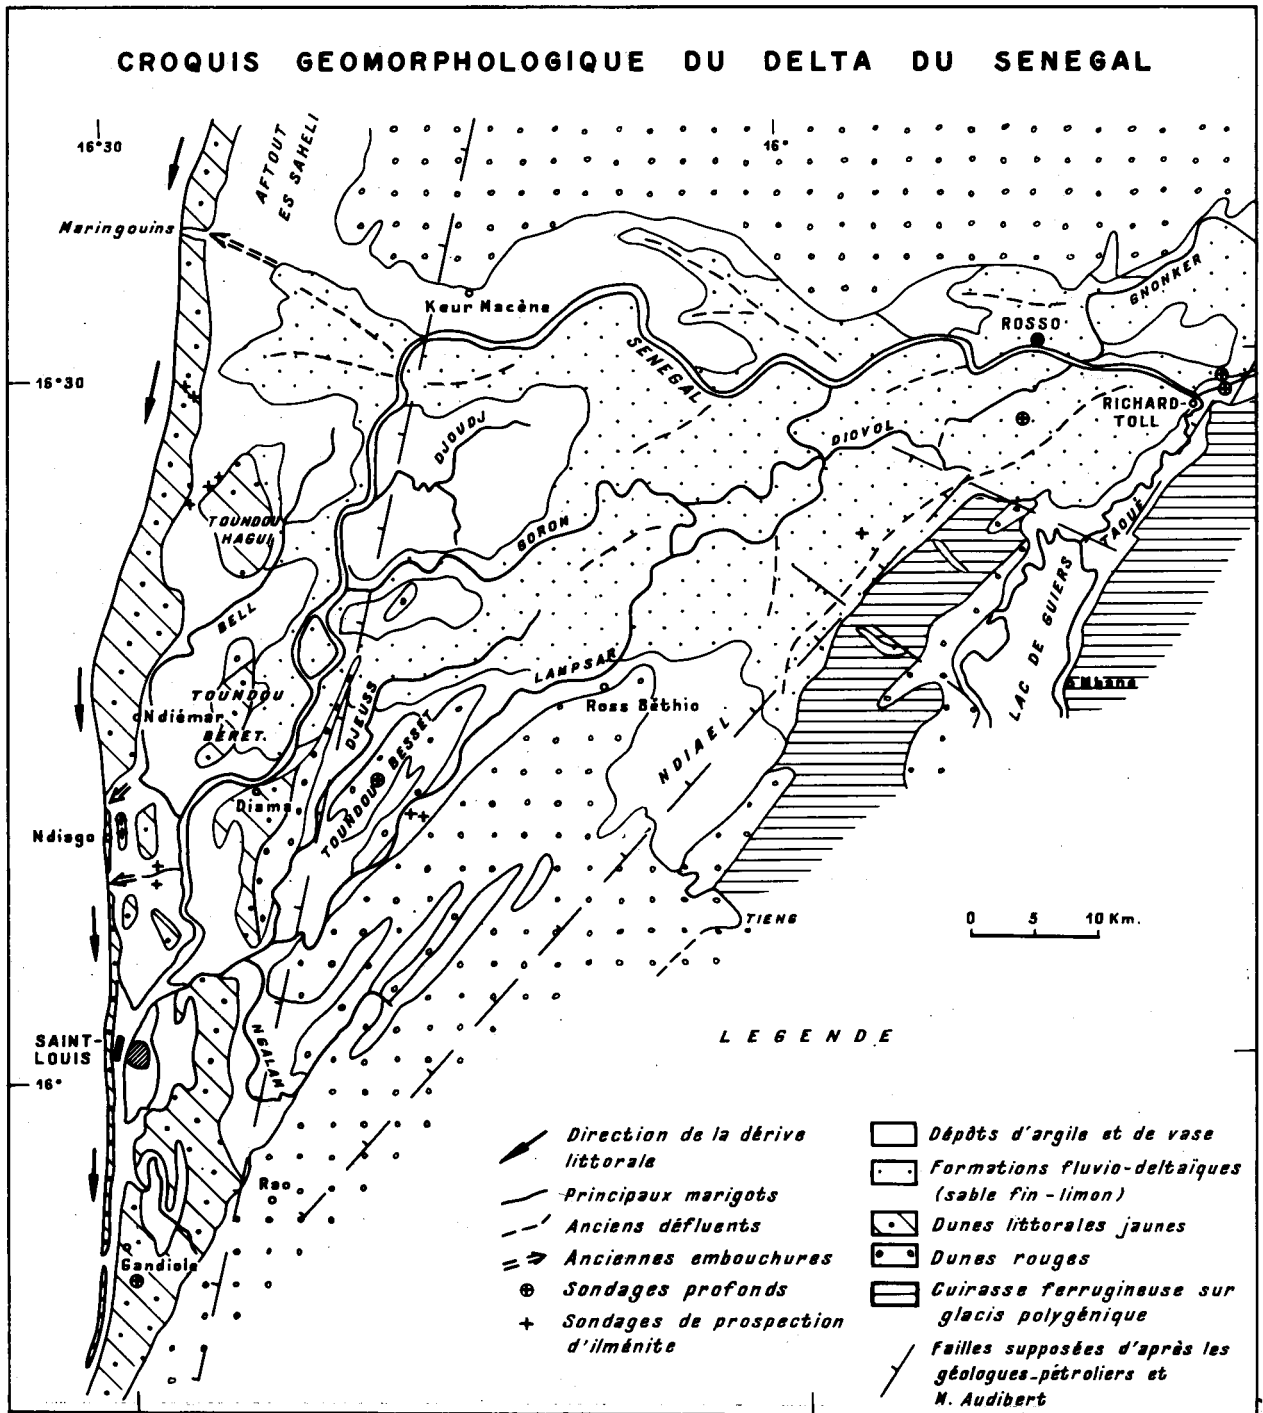 CROQUIS GEOMORPHOLOGIQUE DU DELTA DU SENEGAL
16°30
16°
AFTOUT
ES SAHELI
Maringouins
Keur Macène
GNONKER
ROSSO
SENEGAL
16°30
RICHARD-
TOLL
DJOUDJ
DIOVOL
TAOUÉ
TOUNDOU
HAGUI
GOROM
BELL
LAC DE GUIERS
LAMPSAR
Mbane
TOUNDOU
BÉRET.
Ndiémar
DJEUSS
Ross Béthio
NDIAEL
TOUNDOU BESSET
Diama
Ndiago
TIENG
0 5 10 Km.
SAINT-
LOUIS
NGALAM
16°
Rao
Gandiole
LEGENDE
Direction de la dérive
littorale
Principaux marigots
Anciens défluents
Anciennes embouchures
Sondages profonds
Sondages de prospection
d'ilménite
Dépôts d'argile et de vase
Formations fluvio-deltaïques
(sable fin-limon)
Dunes littorales jaunes
Dunes rouges
Cuirasse ferrugineuse sur
glacis polygénique
Failles supposées d'après les
géologues-pétroliers et
M. Audibert